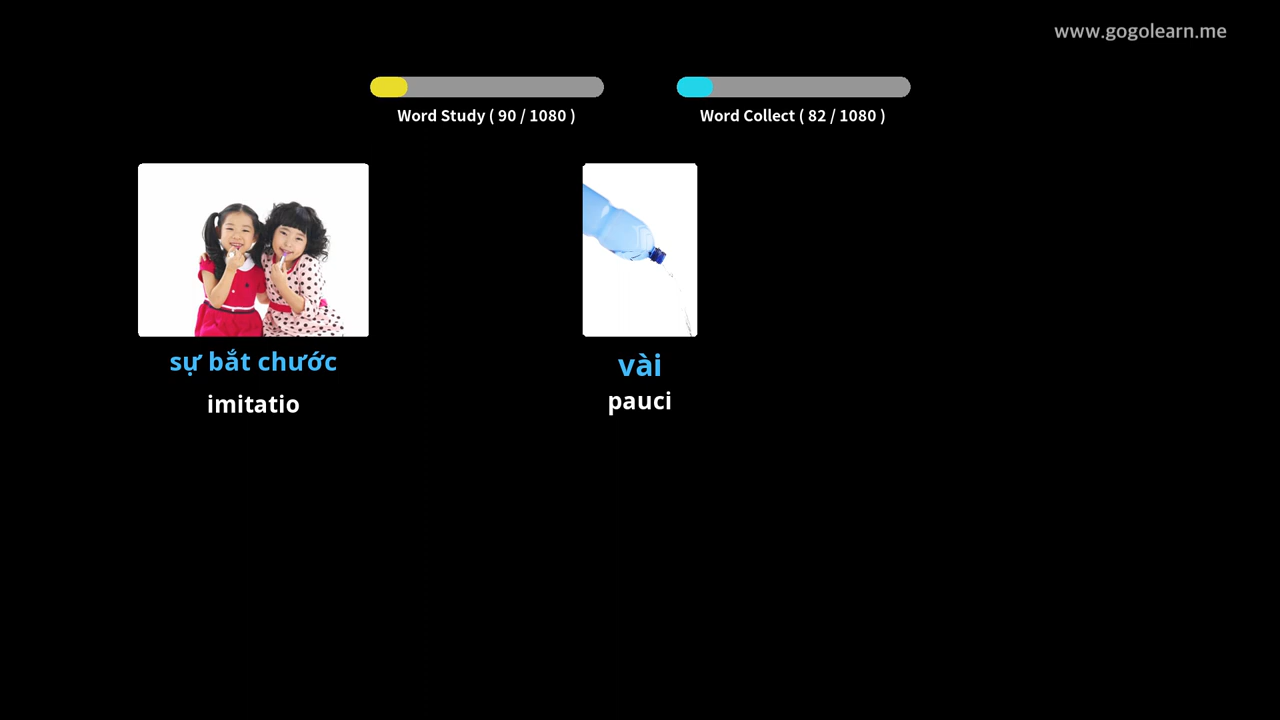 www.gogolearn.me
Word Study ( 90 / 1080 )
Word Collect ( 82 / 1080 )
sự bắt chước
imitatio
vài
pauci